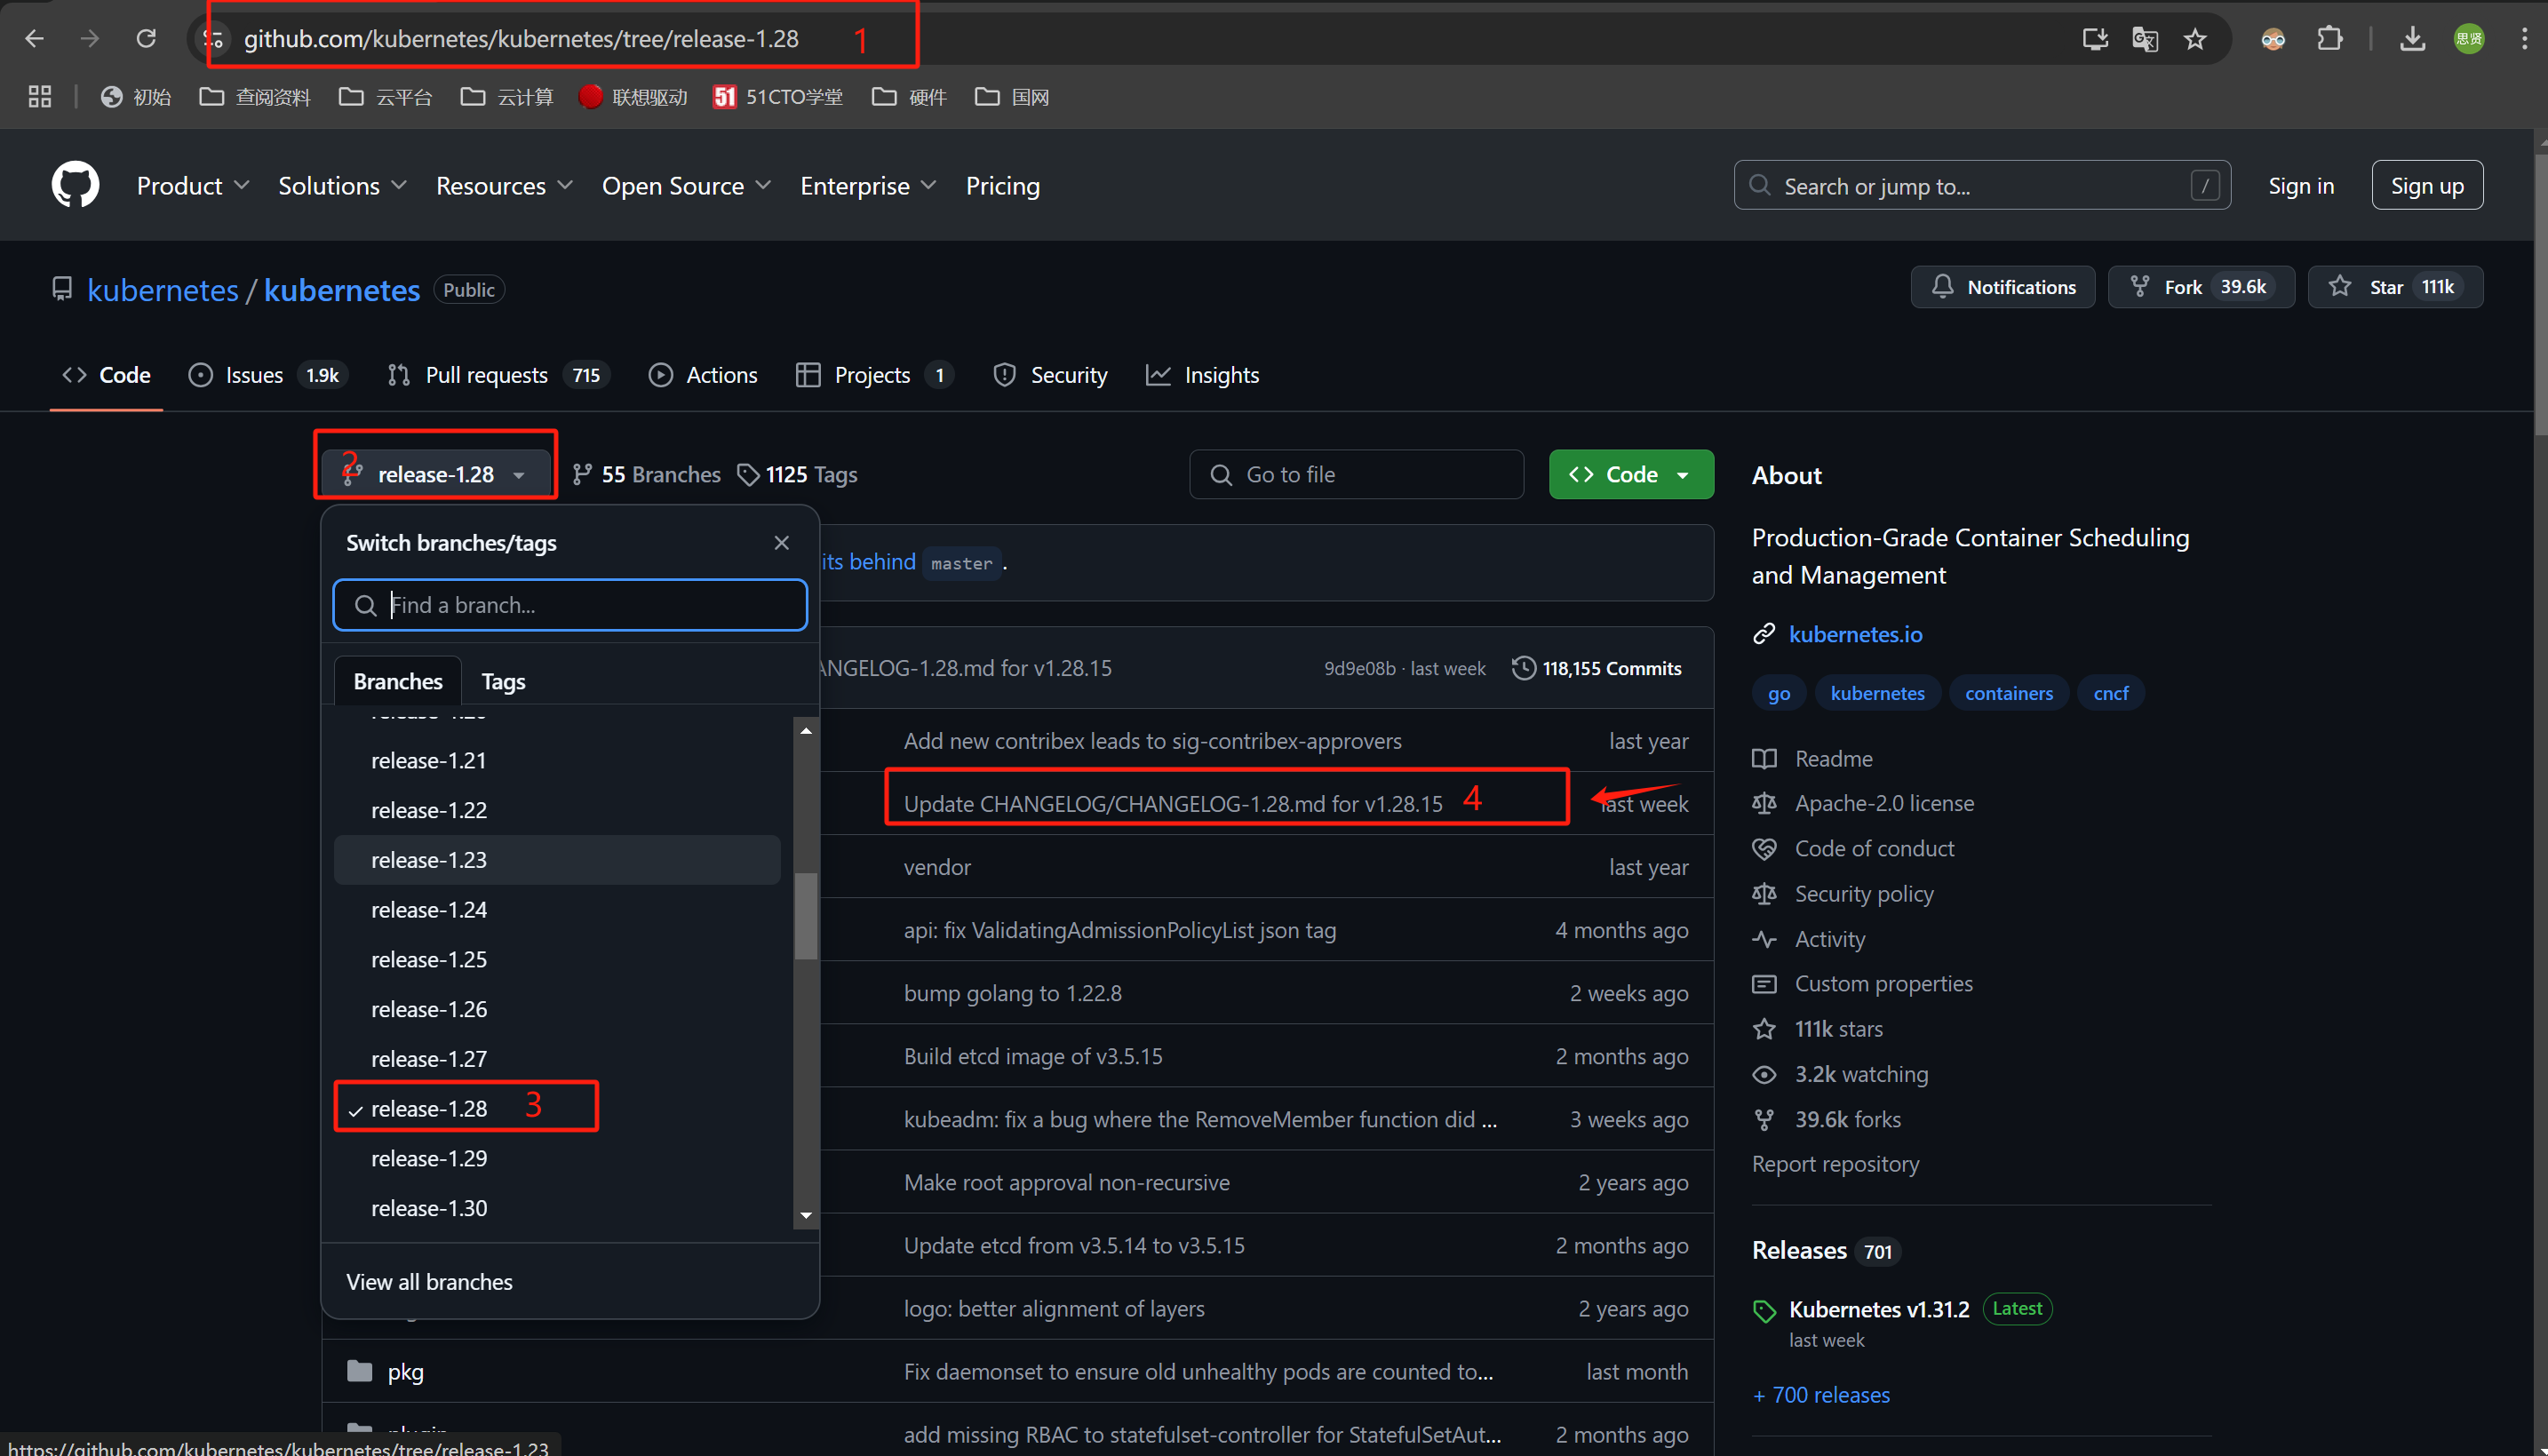 github.com/kubernetes/kubernetes/tree/release-1.28 1
思贤
初始 查阅资料 云平台 云计算 联想驱动 51 51CTO学堂 硬件 国网
Product Solutions Resources Open Source Enterprise Pricing Search or jump to... / Sign in Sign up
kubernetes / kubernetes Public Notifications Fork 39.6k Star 111k
Code Issues 1.9k Pull requests 715 Actions Projects 1 Security Insights
2 release-1.28 55 Branches 1125 Tags Go to file Code
Switch branches/tags
Find a branch...
Branches Tags
release-1.21
release-1.22
release-1.23
release-1.24
release-1.25
release-1.26
release-1.27
release-1.28 3
release-1.29
release-1.30
View all branches
its behind master .
ANGELOG-1.28.md for v1.28.15 9d9e08b · last week 118,155 Commits
Add new contribex leads to sig-contribex-approvers last year
Update CHANGELOG/CHANGELOG-1.28.md for v1.28.15 4 last week
vendor last year
api: fix ValidatingAdmissionPolicyList json tag 4 months ago
bump golang to 1.22.8 2 weeks ago
Build etcd image of v3.5.15 2 months ago
kubeadm: fix a bug where the RemoveMember function did ... 3 weeks ago
Make root approval non-recursive 2 years ago
Update etcd from v3.5.14 to v3.5.15 2 months ago
logo: better alignment of layers 2 years ago
pkg Fix daemonset to ensure old unhealthy pods are counted to... last month
add missing RBAC to statefulset-controller for StatefulSetAut... 2 months ago
About
Production-Grade Container Scheduling
and Management
kubernetes.io
go kubernetes containers cncf
Readme
Apache-2.0 license
Code of conduct
Security policy
Activity
Custom properties
111k stars
3.2k watching
39.6k forks
Report repository
Releases 701
Kubernetes v1.31.2 Latest
last week
+ 700 releases
https://github.com/kubernetes/kubernetes/tree/release-1.23